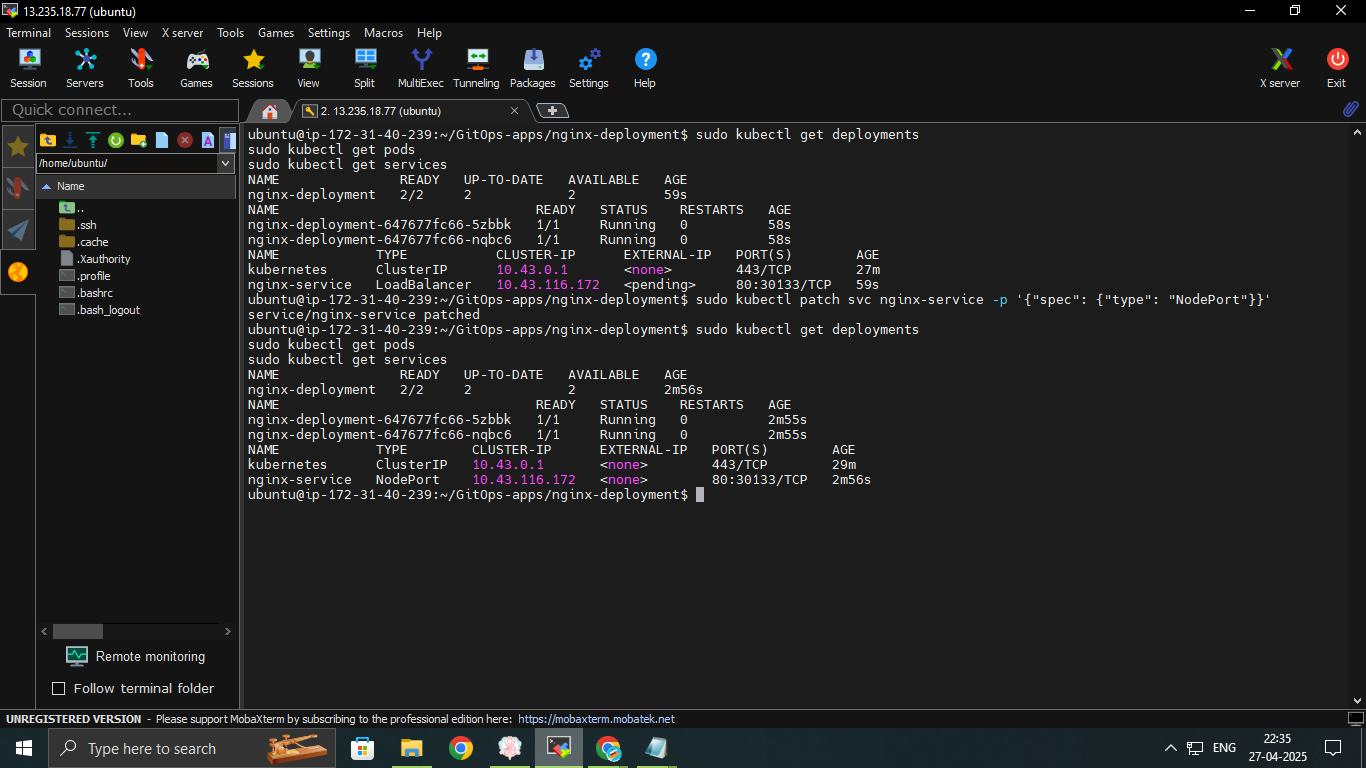 13.235.18.77 (ubuntu)
Terminal Sessions View X server Tools Games Settings Macros Help
Session Servers Tools Games Sessions View Split MultiExec Tunneling Packages Settings Help X server Exit
Quick connect...
2. 13.235.18.77 (ubuntu)
/home/ubuntu/
Name
..
.ssh
.cache
.Xauthority
.profile
.bashrc
.bash_logout
ubuntu@ip-172-31-40-239:~/GitOps-apps/nginx-deployment$ sudo kubectl get deployments
sudo kubectl get pods
sudo kubectl get services
NAME READY UP-TO-DATE AVAILABLE AGE
nginx-deployment 2/2 2 2 59s
NAME READY STATUS RESTARTS AGE
nginx-deployment-647677fc66-5zbbk 1/1 Running 0 58s
nginx-deployment-647677fc66-nqbc6 1/1 Running 0 58s
NAME TYPE CLUSTER-IP EXTERNAL-IP PORT(S) AGE
kubernetes ClusterIP 10.43.0.1 <none> 443/TCP 27m
nginx-service LoadBalancer 10.43.116.172 <pending> 80:30133/TCP 59s
ubuntu@ip-172-31-40-239:~/GitOps-apps/nginx-deployment$ sudo kubectl patch svc nginx-service -p '{"spec": {"type": "NodePort"}}'
service/nginx-service patched
ubuntu@ip-172-31-40-239:~/GitOps-apps/nginx-deployment$ sudo kubectl get deployments
sudo kubectl get pods
sudo kubectl get services
NAME READY UP-TO-DATE AVAILABLE AGE
nginx-deployment 2/2 2 2 2m56s
NAME READY STATUS RESTARTS AGE
nginx-deployment-647677fc66-5zbbk 1/1 Running 0 2m55s
nginx-deployment-647677fc66-nqbc6 1/1 Running 0 2m55s
NAME TYPE CLUSTER-IP EXTERNAL-IP PORT(S) AGE
kubernetes ClusterIP 10.43.0.1 <none> 443/TCP 29m
nginx-service NodePort 10.43.116.172 <none> 80:30133/TCP 2m56s
ubuntu@ip-172-31-40-239:~/GitOps-apps/nginx-deployment$
Remote monitoring
Follow terminal folder
UNREGISTERED VERSION - Please support MobaXterm by subscribing to the professional edition here: https://mobaxterm.mobatek.net
Type here to search
ENG
22:35
27-04-2025